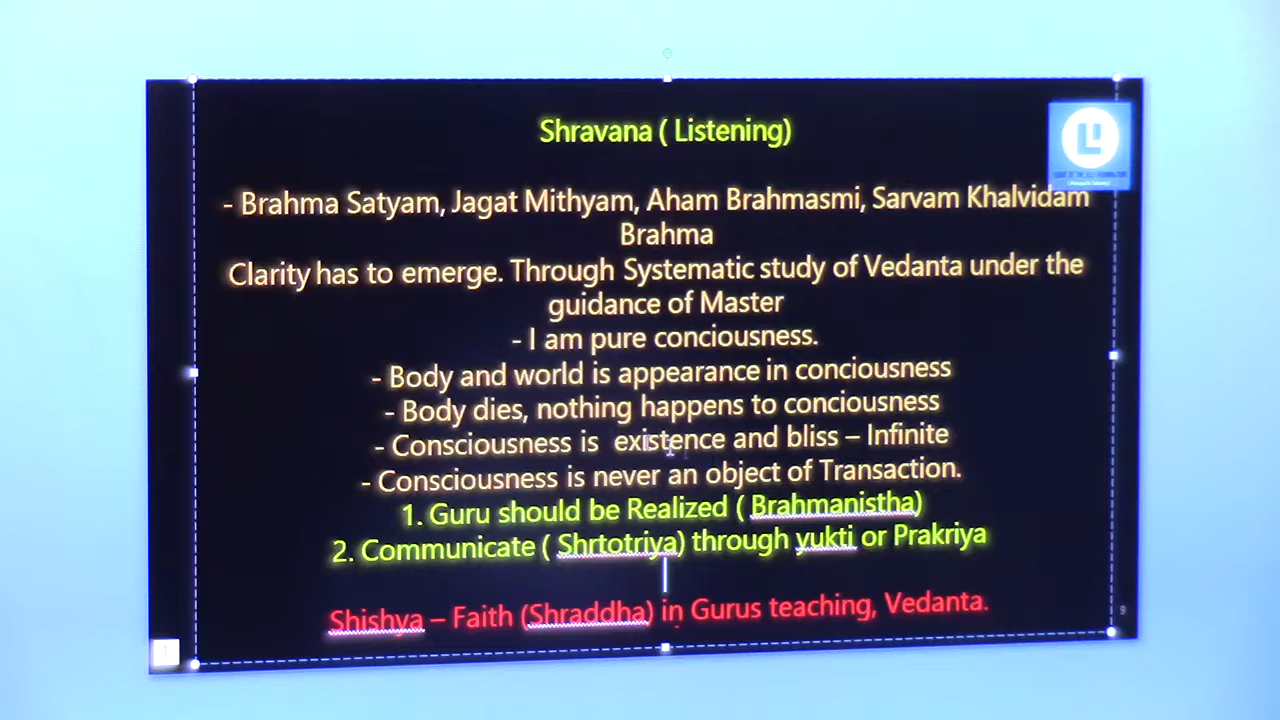 Shravana ( Listening)
- Brahma Satyam, Jagat Mithyam, Aham Brahmasmi, Sarvam Khalvidam
Brahma
Clarity has to emerge. Through Systematic study of Vedanta under the
guidance of Master
- I am pure conciousness.
- Body and world is appearance in conciousness
- Body dies, nothing happens to conciousness
- Consciousness is existence and bliss – Infinite
- Consciousness is never an object of Transaction.
1. Guru should be Realized ( Brahmanistha)
2. Communicate ( Shrtotriya) through yukti or Prakriya
Shishya – Faith (Shraddha) in Gurus teaching, Vedanta.
9